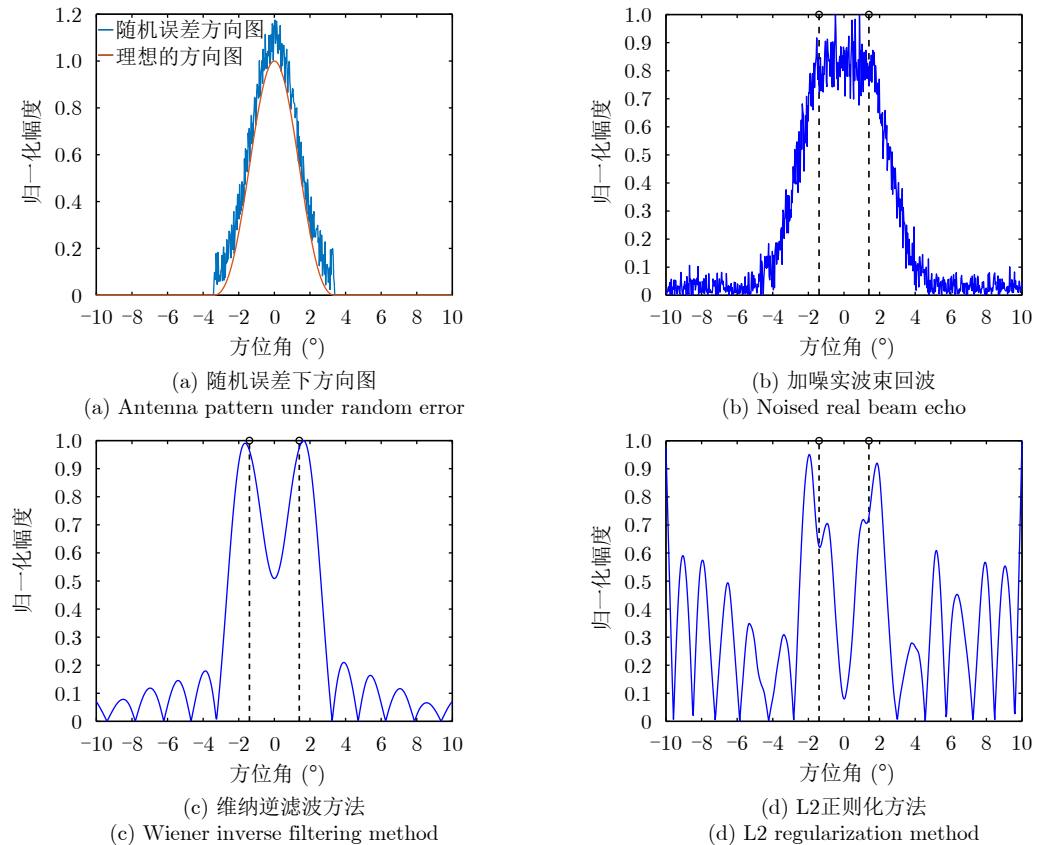 1.2
1.0
0.8
0.6
0.4
0.2
0
随机误差方向图
理想的方向图
归一化幅度
−10 −8 −6 −4 −2 0 2 4 6 8 10
方位角 (°)
(a) 随机误差下方向图
(a) Antenna pattern under random error
1.0
0.9
0.8
0.7
0.6
0.5
0.4
0.3
0.2
0.1
0
归一化幅度
−10 −8 −6 −4 −2 0 2 4 6 8 10
方位角 (°)
(b) 加噪实波束回波
(b) Noised real beam echo
1.0
0.9
0.8
0.7
0.6
0.5
0.4
0.3
0.2
0.1
0
归一化幅度
−10 −8 −6 −4 −2 0 2 4 6 8 10
方位角 (°)
(c) 维纳逆滤波方法
(c) Wiener inverse filtering method
1.0
0.9
0.8
0.7
0.6
0.5
0.4
0.3
0.2
0.1
0
归一化幅度
−10 −8 −6 −4 −2 0 2 4 6 8 10
方位角 (°)
(d) L2正则化方法
(d) L2 regularization method